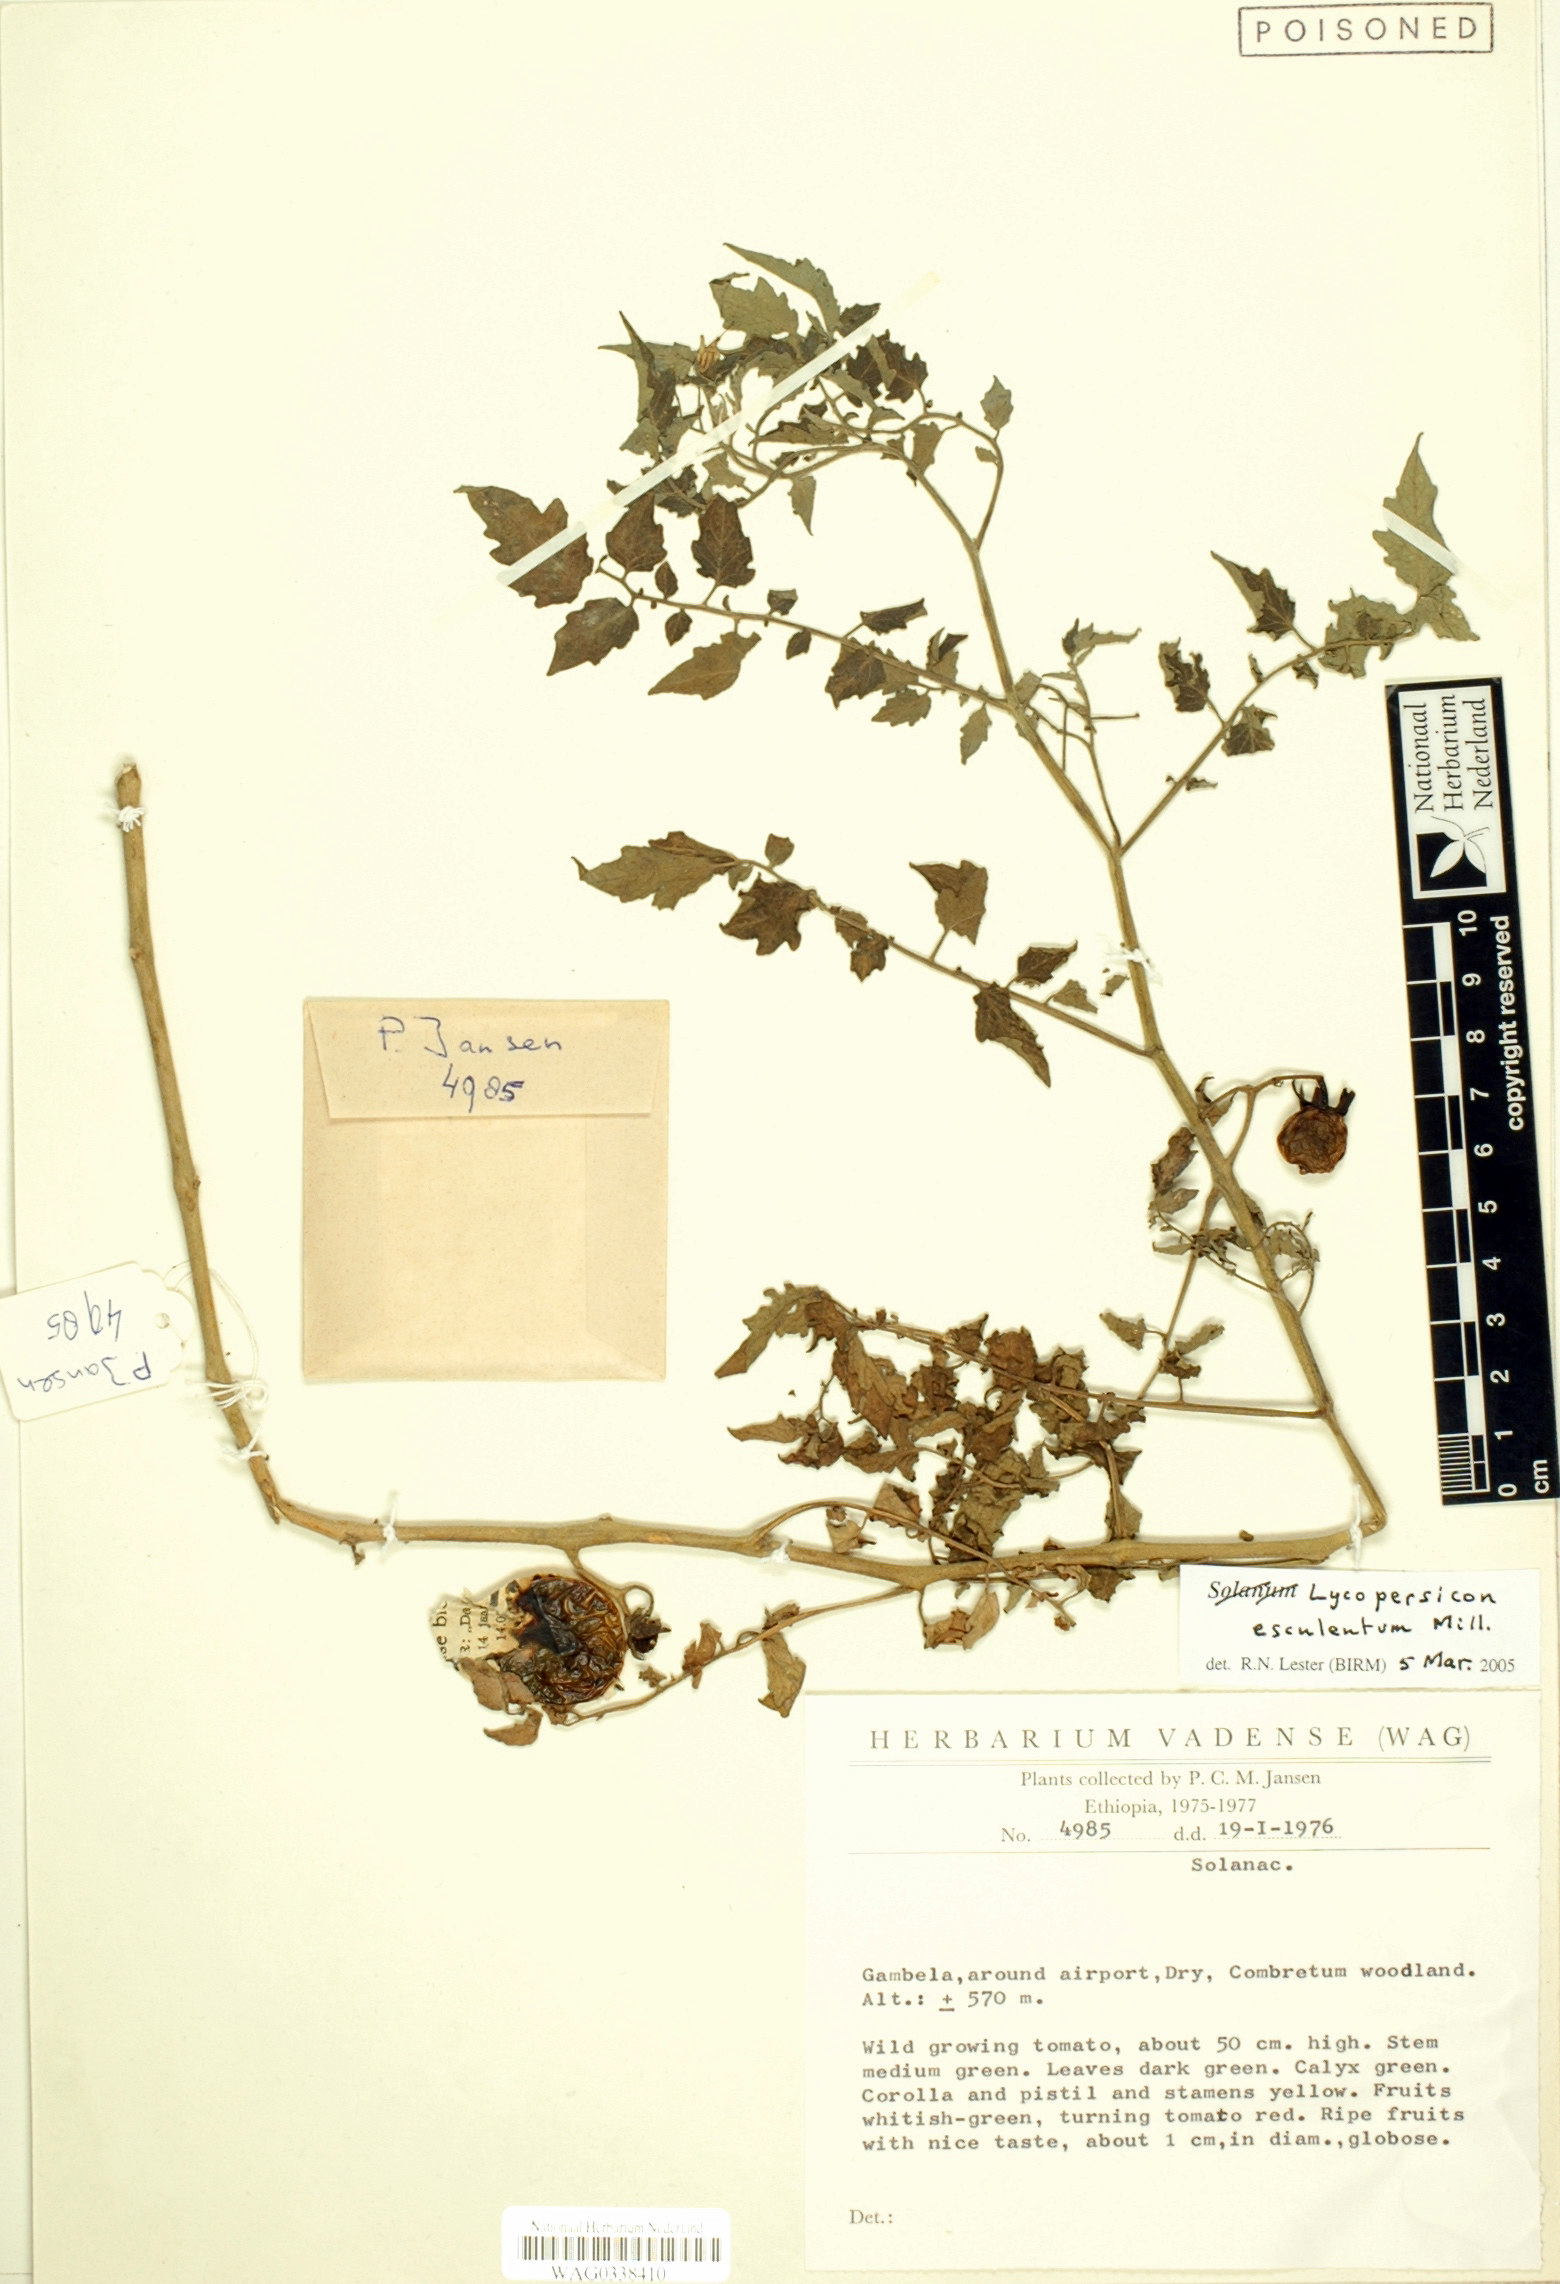 POISONED
Nationaal
Herbarium
Nederland
10
9
8
7
6
5
4
3
2
1
0
cm
copyright reserved
P. Jansen
4985
P. Jansen
4985
14
Solanum Lycopersicon
esculentum Mill.
det. R.N. Lester (BIRM) 5 Mar. 2005
HERBARIUM VADENSE (WAG)
Plants collected by P. C. M. Jansen
Ethiopia, 1975-1977
No. 4985 d.d. 19-I-1976
Solanac.
Gambela,around airport,Dry, Combretum woodland.
Alt.: ± 570 m.
Wild growing tomato, about 50 cm. high. Stem
medium green. Leaves dark green. Calyx green.
Corolla and pistil and stamens yellow. Fruits
whitish-green, turning tomato red. Ripe fruits
with nice taste, about 1 cm,in diam.,globose.
Det.:
Nationaal Herbarium Nederland
WAG0338410